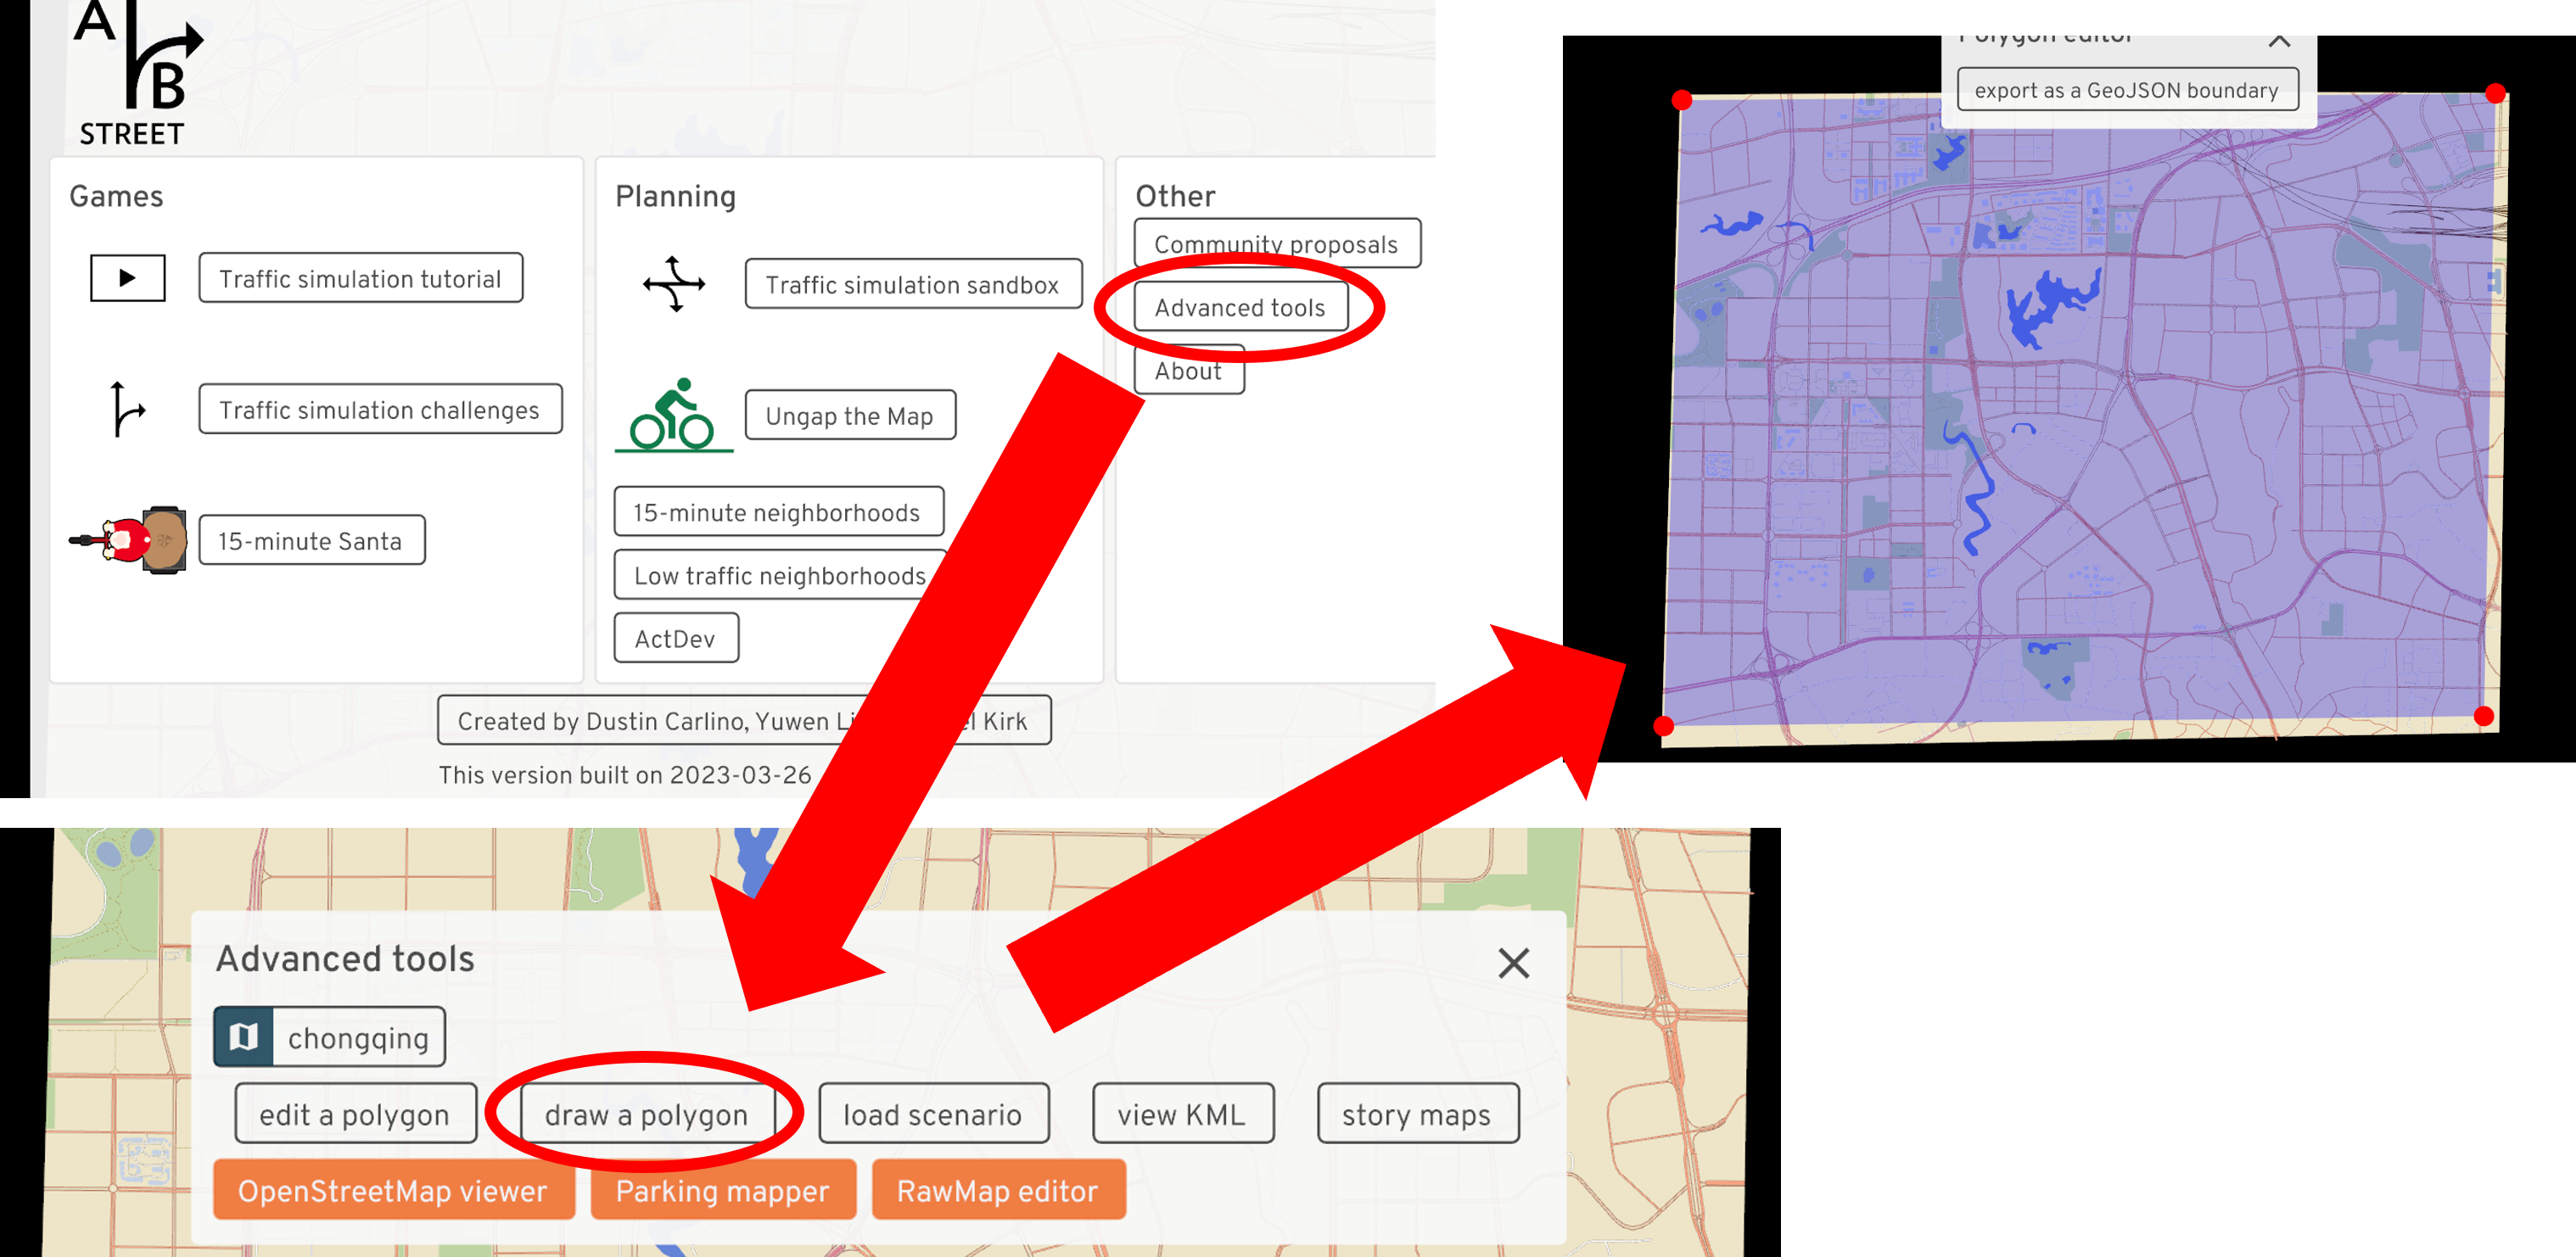 A
B
STREET
Games
Traffic simulation tutorial
Traffic simulation challenges
15-minute Santa
Planning
Traffic simulation sandbox
Ungap the Map
15-minute neighborhoods
Low traffic neighborhoods
ActDev
Other
Community proposals
Advanced tools
About
Created by Dustin Carlino, Yuwen Kirk
This version built on 2023-03-26
Polygon editor
export as a GeoJSON boundary
Advanced tools
chongqing
edit a polygon
draw a polygon
load scenario
view KML
story maps
OpenStreetMap viewer
Parking mapper
RawMap editor